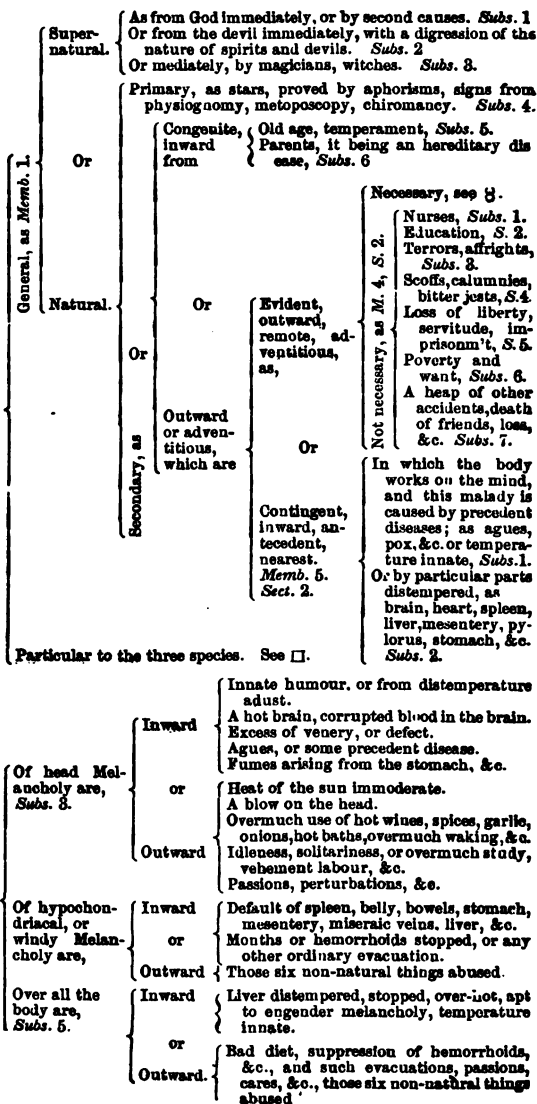 As from God immediately, or by second causes. Subs. 1
Or from the devil immediately, with a digression of the
nature of spirits and devils. Subs. 2
Or mediately, by magicians, witches. Subs. 3.
Super-
natural.
Or
General, as Memb. 1.
Natural.
Primary, as stars, proved by aphorisms, signs from
physiognomy, metoposcopy, chiromancy. Subs. 4.
Or
Secondary, as
Congenite,
inward
from
Old age, temperament, Subs. 5.
Parents, it being an hereditary dis
ease, Subs. 6
Or
Outward
or adven-
titious,
which are
Evident,
outward,
remote, ad-
ventitious,
as,
Necessary, see ☿.
Not necessary, as M. 4, S. 2.
Nurses, Subs. 1.
Education, S. 2.
Terrors, affrights,
Subs. 3.
Scoffs, calumnies,
bitter jests, S. 4.
Loss of liberty,
servitude, im-
prisonm't, S. 5.
Poverty and
want, Subs. 6.
A heap of other
accidents, death
of friends, loss,
&c. Subs. 7.
Or
Contingent,
inward, an-
tecedent,
nearest.
Memb. 5.
Sect. 2.
In which the body
works on the mind,
and this malady is
caused by precedent
diseases; as agues,
pox, &c. or tempera-
ture innate, Subs. 1.
Or by particular parts
distempered, as
brain, heart, spleen,
liver, mesentery, py-
lorus, stomach, &c.
Subs. 2.
Particular to the three species. See □.
Of head Mel-
ancholy are,
Subs. 3.
Inward
Innate humour, or from distemperature
adust.
A hot brain, corrupted blood in the brain.
Excess of venery, or defect.
Agues, or some precedent disease.
Fumes arising from the stomach, &c.
or
Outward
Heat of the sun immoderate.
A blow on the head.
Overmuch use of hot wines, spices, garlic,
onions, hot baths, overmuch waking, &c.
Idleness, solitariness, or overmuch study,
vehement labour, &c.
Passions, perturbations, &c.
Of hypochon-
driacal, or
windy Melan-
choly are,
Inward
Default of spleen, belly, bowels, stomach,
mesentery, miseraic veins, liver, &c.
or
Months or hemorrhoids stopped, or any
other ordinary evacuation.
Outward
Those six non-natural things abused.
Over all the
body are,
Subs. 5.
Inward
Liver distempered, stopped, over-hot, apt
to engender melancholy, temperature
innate.
or
Outward.
Bad diet, suppression of hemorrhoids,
&c., and such evacuations, passions,
cares, &c., those six non-natural things
abused